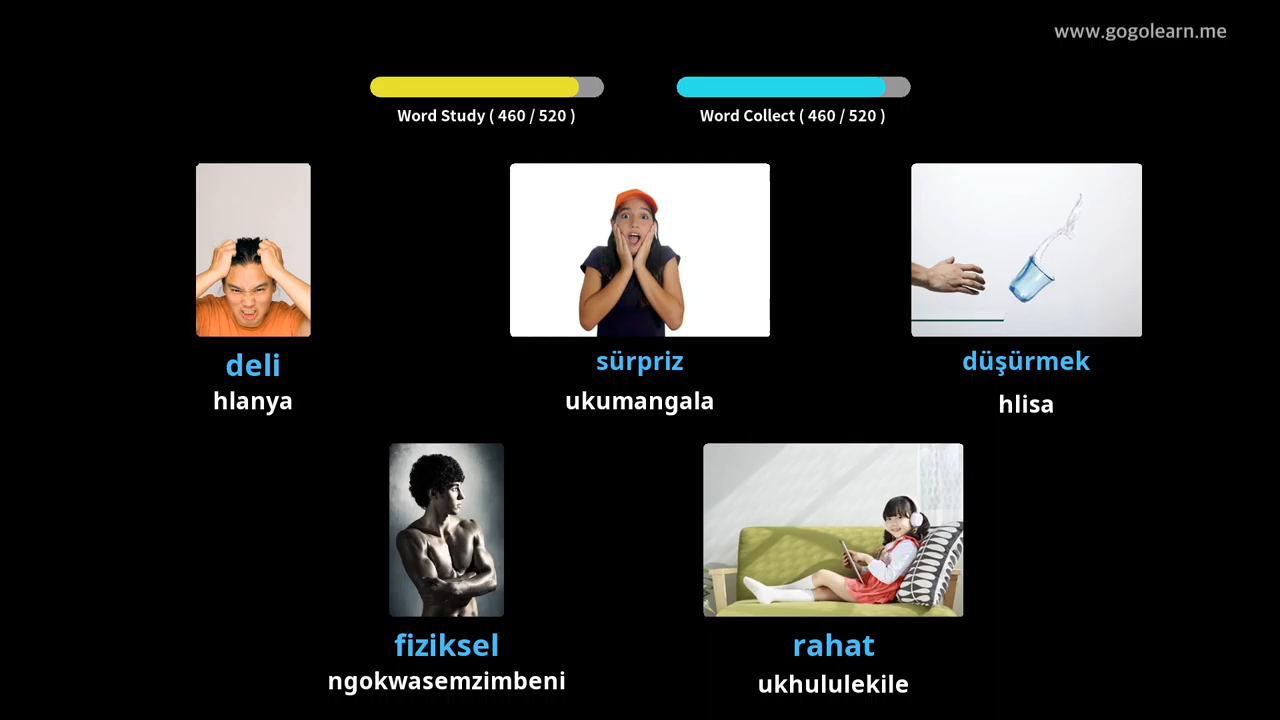 www.gogolearn.me
Word Study ( 460 / 520 )
Word Collect ( 460 / 520 )
deli
hlanya
sürpriz
ukumangala
düşürmek
hlisa
fiziksel
ngokwasemzimbeni
rahat
ukhululekile